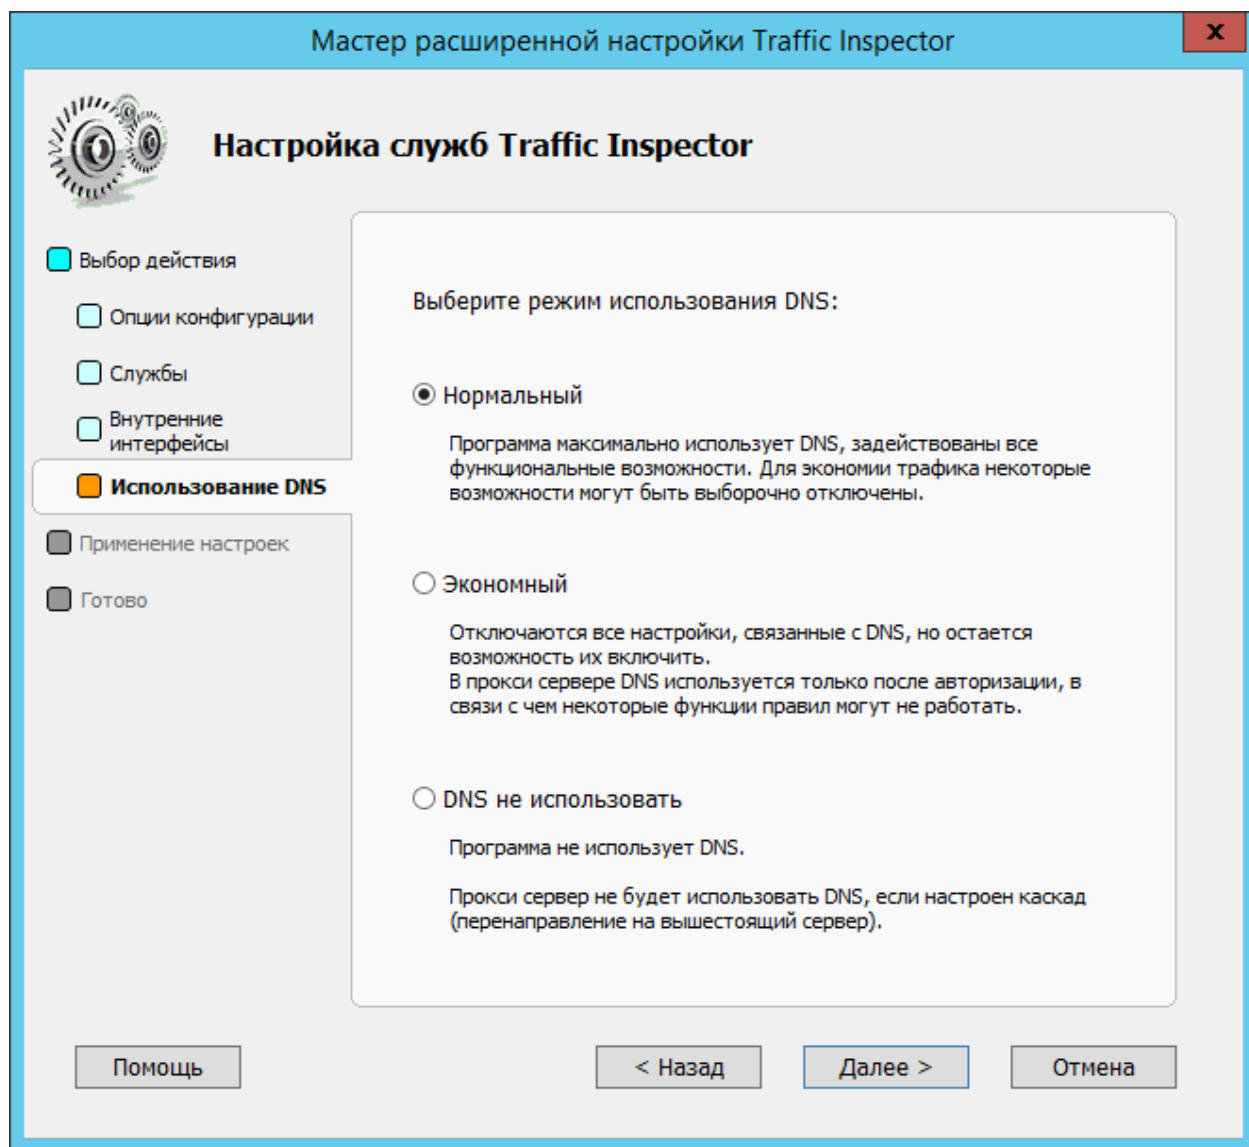 Мастер расширенной настройки Traffic Inspector
x
Настройка служб Traffic Inspector
Выбор действия
Опции конфигурации
Службы
Внутренние
интерфейсы
Использование DNS
Применение настроек
Готово
Выберите режим использования DNS:
Нормальный
Программа максимально использует DNS, задействованы все
функциональные возможности. Для экономии трафика некоторые
возможности могут быть выборочно отключены.
Экономный
Отключаются все настройки, связанные с DNS, но остается
возможность их включить.
В прокси сервере DNS используется только после авторизации, в
связи с чем некоторые функции правил могут не работать.
DNS не использовать
Программа не использует DNS.
Прокси сервер не будет использовать DNS, если настроен каскад
(перенаправление на вышестоящий сервер).
Помощь
< Назад
Далее >
Отмена